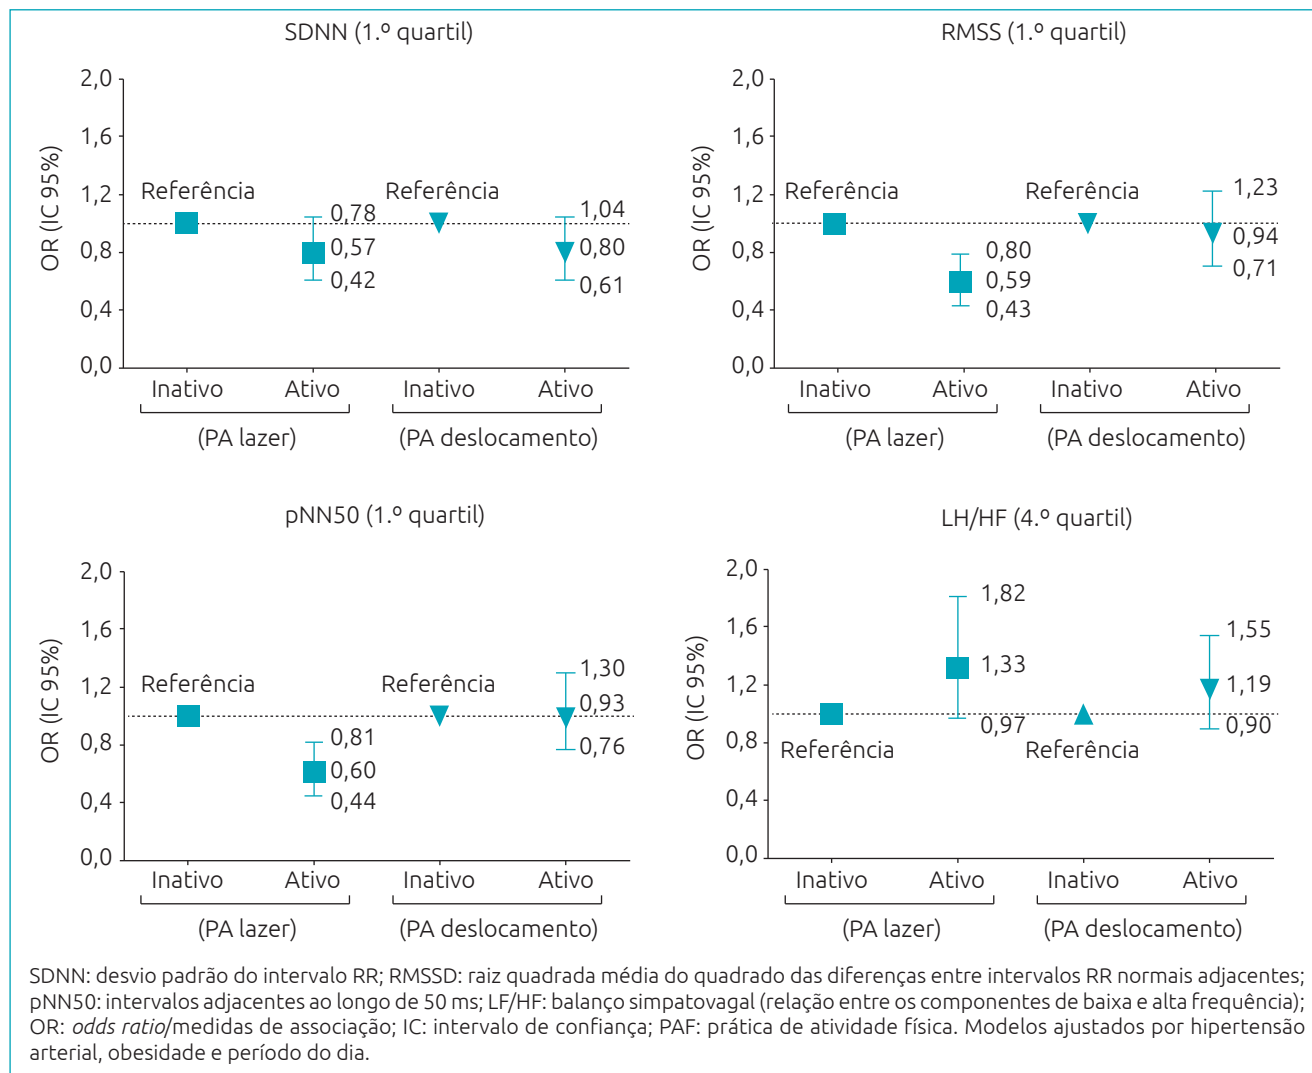 SDNN (1.º quartil)
OR (IC 95%)
2,0
1,6
1,2
0,8
0,4
0,0
Referência
0,78
0,57
0,42
Referência
1,04
0,80
0,61
Inativo Ativo Inativo Ativo
(PA lazer) (PA deslocamento)
RMSS (1.º quartil)
OR (IC 95%)
2,0
1,6
1,2
0,8
0,4
0,0
Referência
0,80
0,59
0,43
Referência
1,23
0,94
0,71
Inativo Ativo Inativo Ativo
(PA lazer) (PA deslocamento)
pNN50 (1.º quartil)
OR (IC 95%)
2,0
1,6
1,2
0,8
0,4
0,0
Referência
0,81
0,60
0,44
Referência
1,30
0,93
0,76
Inativo Ativo Inativo Ativo
(PA lazer) (PA deslocamento)
LH/HF (4.º quartil)
OR (IC 95%)
2,0
1,6
1,2
0,8
0,4
0,0
Referência
1,82
1,33
0,97
Referência
1,55
1,19
0,90
Inativo Ativo Inativo Ativo
(PA lazer) (PA deslocamento)
SDNN: desvio padrão do intervalo RR; RMSSD: raiz quadrada média do quadrado das diferenças entre intervalos RR normais adjacentes;
pNN50: intervalos adjacentes ao longo de 50 ms; LF/HF: balanço simpatovagal (relação entre os componentes de baixa e alta frequência);
OR: odds ratio/medidas de associação; IC: intervalo de confiança; PAF: prática de atividade física. Modelos ajustados por hipertensão
arterial, obesidade e período do dia.